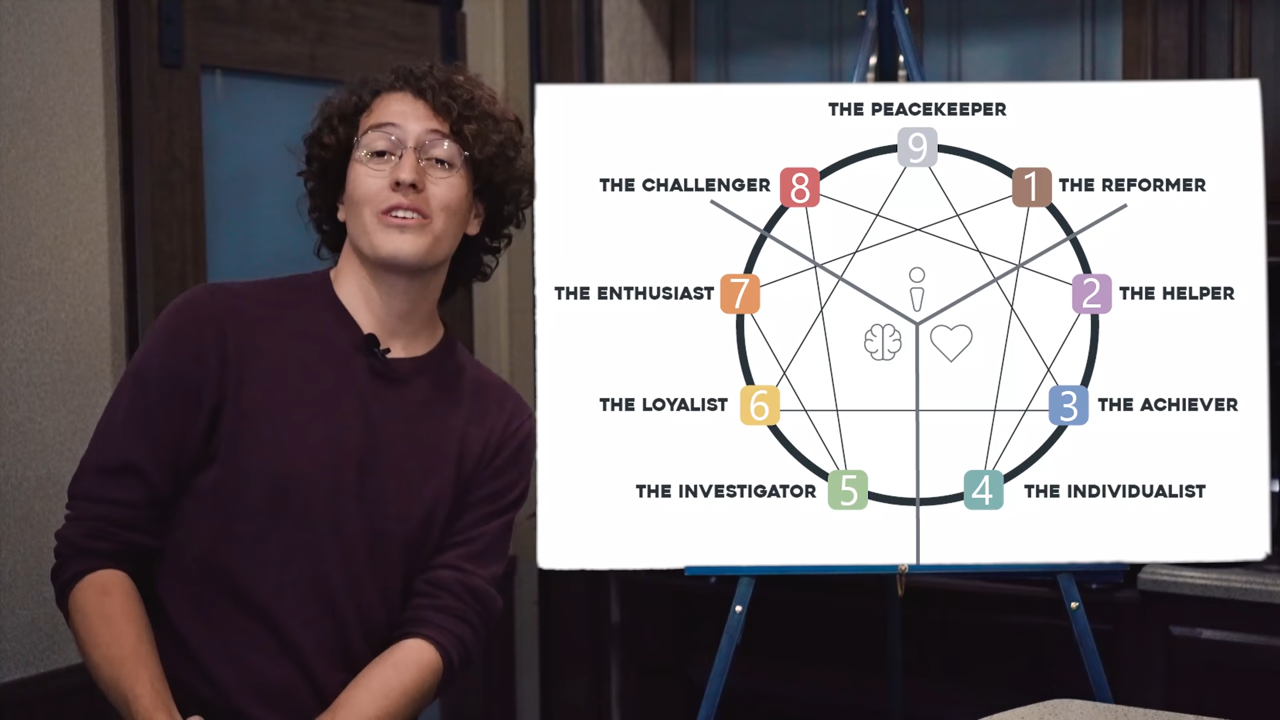 THE PEACEKEEPER
9
THE CHALLENGER 8
1 THE REFORMER
THE ENTHUSIAST 7
2 THE HELPER
THE LOYALIST 6
3 THE ACHIEVER
THE INVESTIGATOR 5
4 THE INDIVIDUALIST